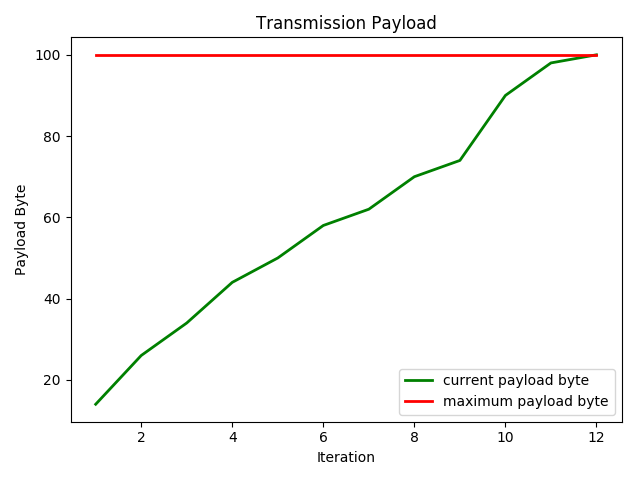 Transmission Payload
100
80
60
40
20
Payload Byte
current payload byte
maximum payload byte
2 4 6 8 10 12
Iteration